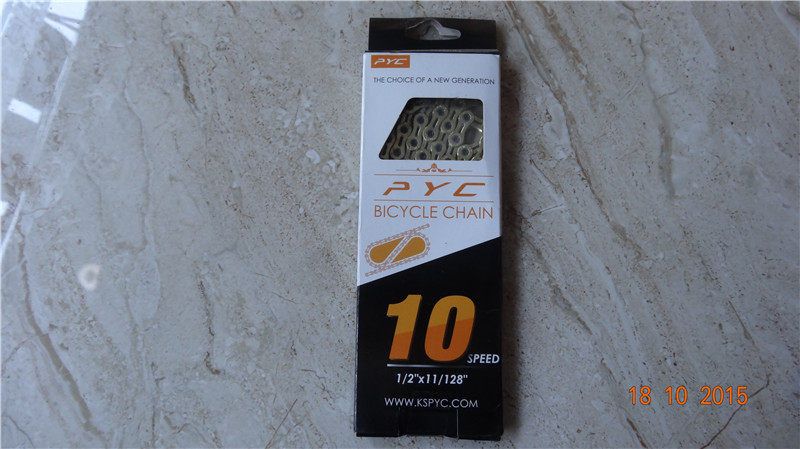 PYC
THE CHOICE OF A NEW GENERATION
PYC
BICYCLE CHAIN
10
SPEED
1/2"x11/128"
WWW.KSPYC.COM
18 10 2015